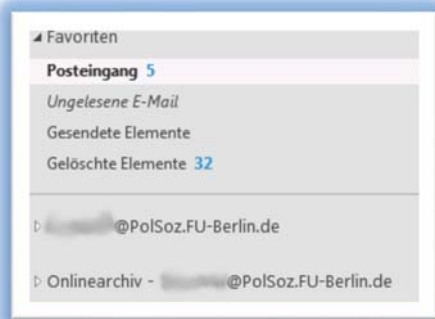 Favoriten
Posteingang 5
Ungelesene E-Mail
Gesendete Elemente
Gelöschte Elemente 32
@PolSoz.FU-Berlin.de
Onlinearchiv - @PolSoz.FU-Berlin.de